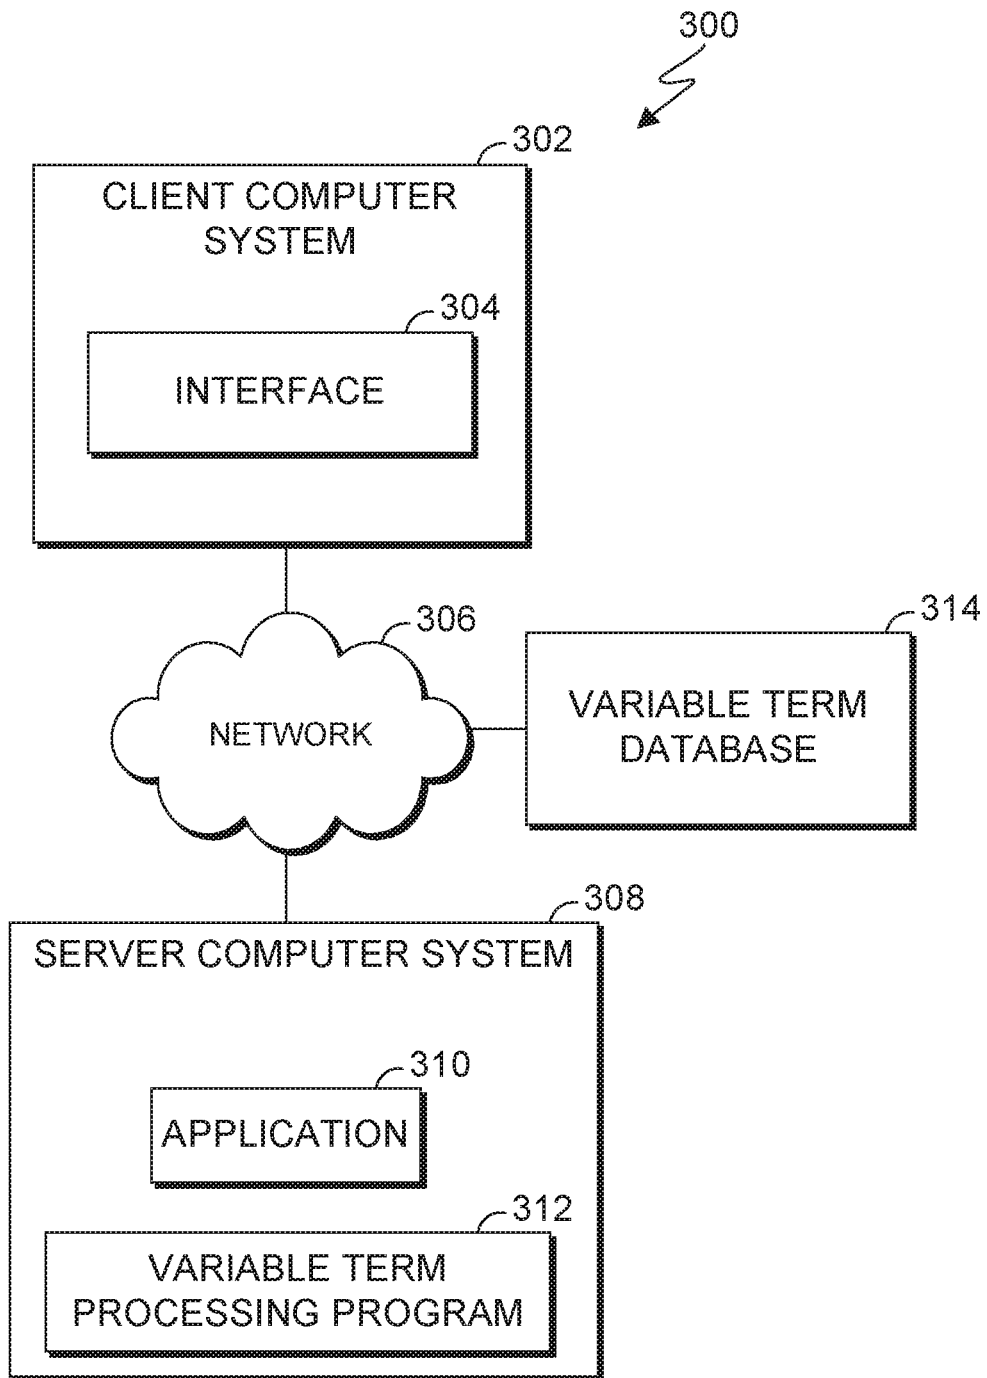 300
302
CLIENT COMPUTER
SYSTEM
304
INTERFACE
306
NETWORK
314
VARIABLE TERM
DATABASE
308
SERVER COMPUTER SYSTEM
310
APPLICATION
312
VARIABLE TERM
PROCESSING PROGRAM